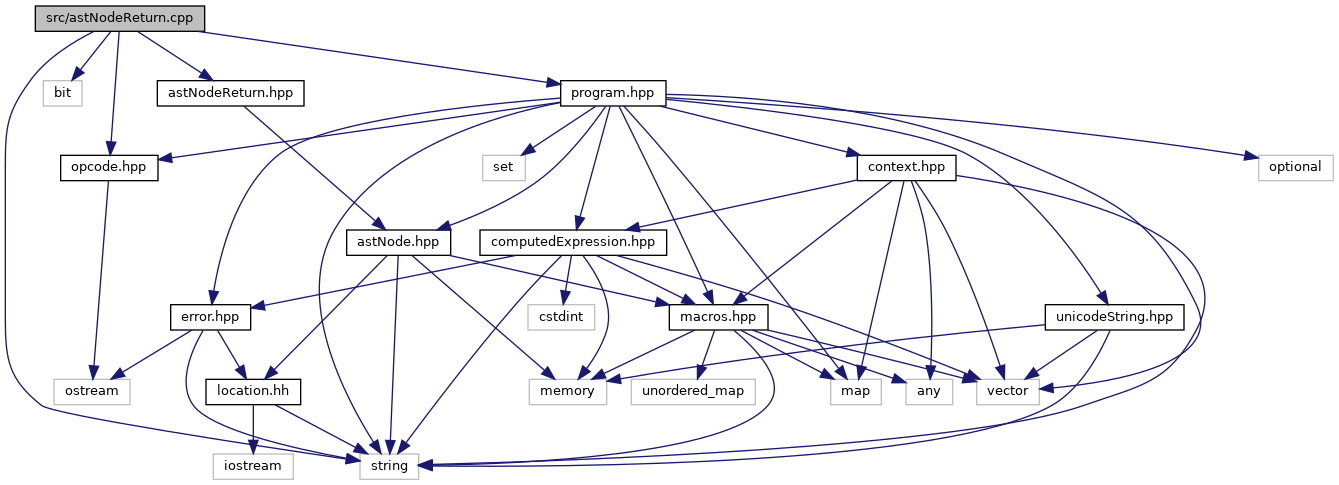 src/astNodeReturn.cpp
bit
astNodeReturn.hpp
program.hpp
opcode.hpp
set
context.hpp
optional
astNode.hpp
computedExpression.hpp
error.hpp
cstdint
macros.hpp
unicodeString.hpp
ostream
location.hh
memory
unordered_map
map
any
vector
iostream
string